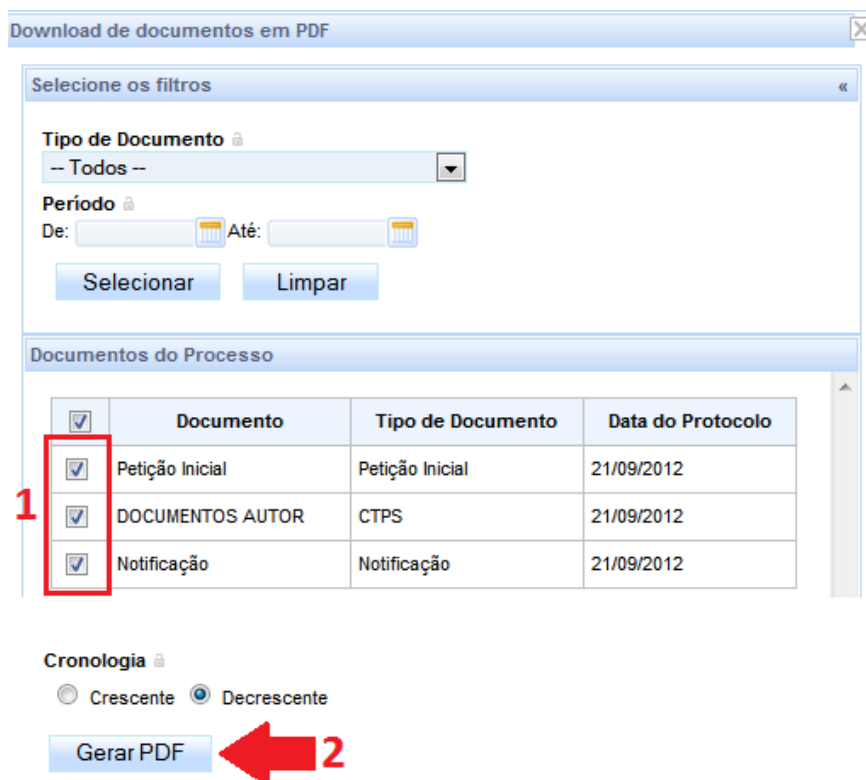 Download de documentos em PDF
Selecione os filtros «
Tipo de Documento
-- Todos --
Período
De: Até:
Selecionar Limpar
Documentos do Processo
Documento Tipo de Documento Data do Protocolo
Petição Inicial Petição Inicial 21/09/2012
1 DOCUMENTOS AUTOR CTPS 21/09/2012
Notificação Notificação 21/09/2012
Cronologia
Crescente Decrescente
Gerar PDF 2